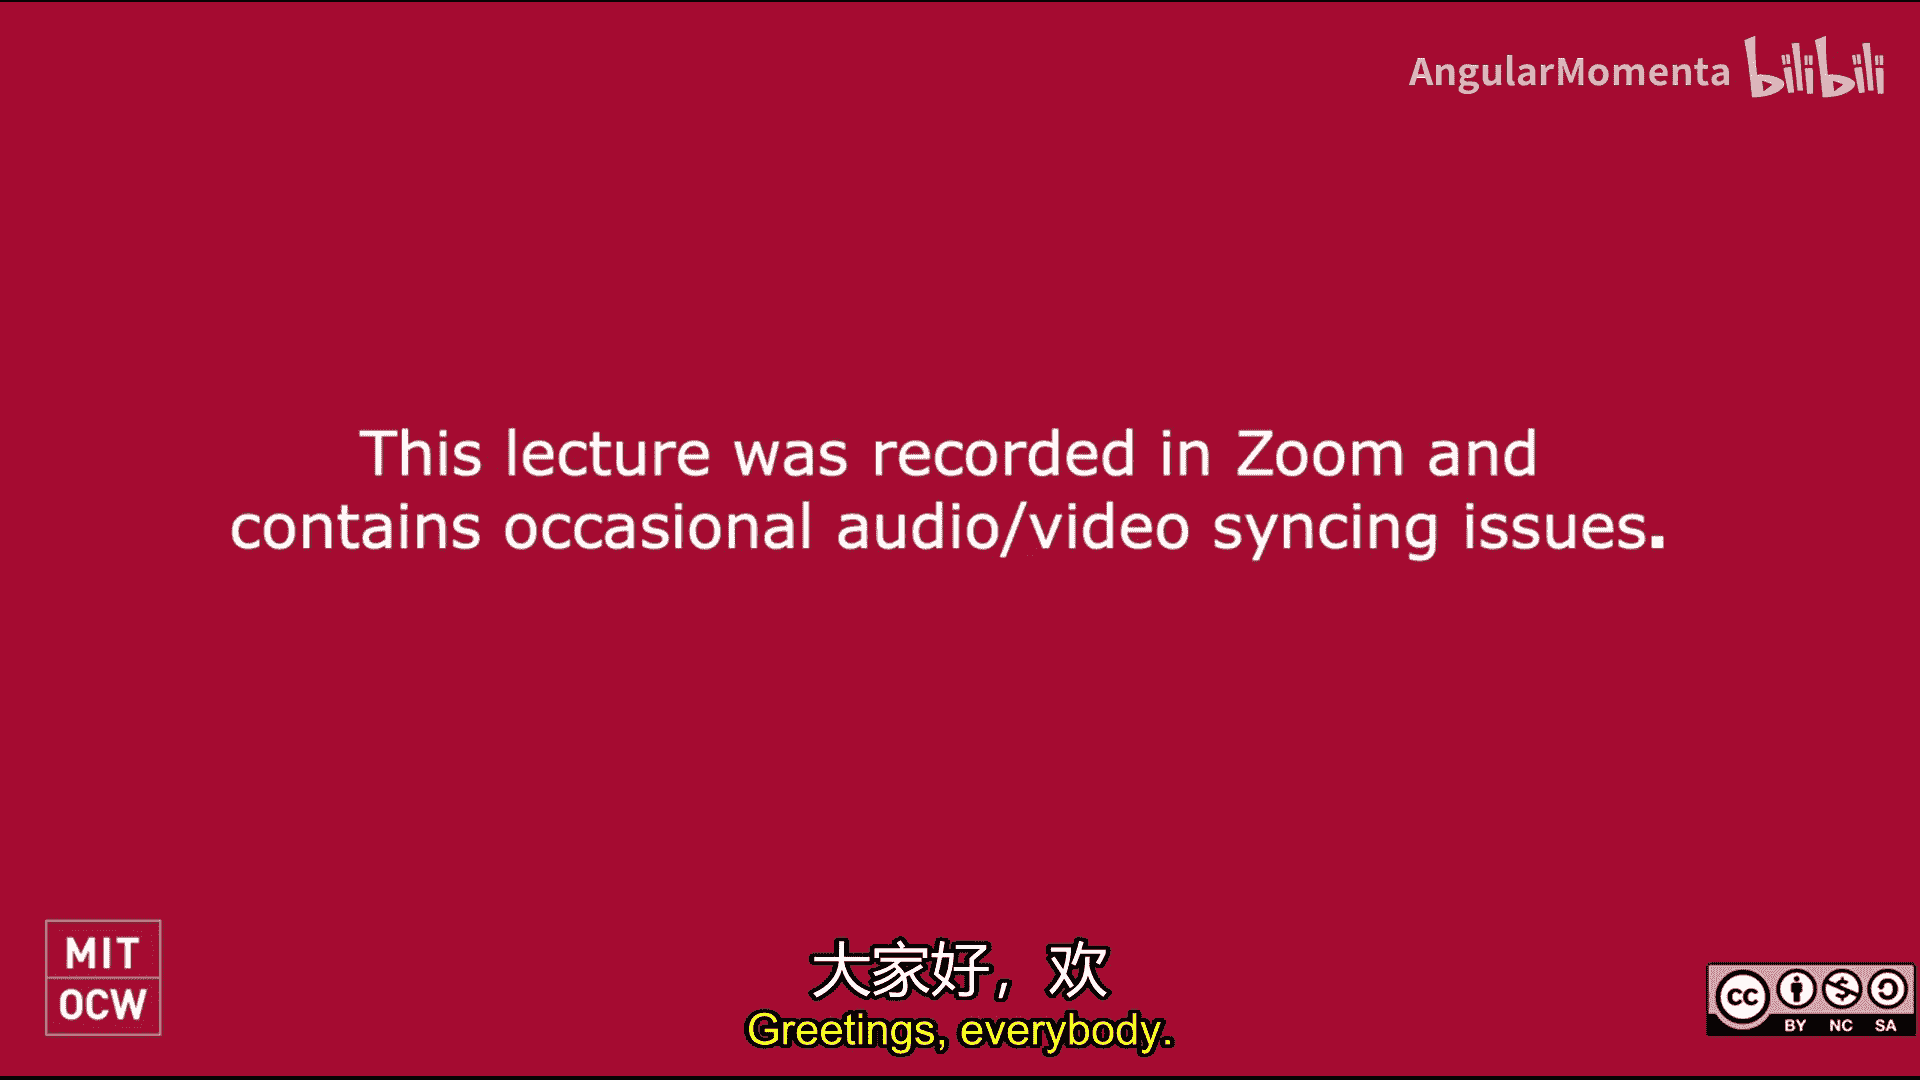 AngularMomenta bilibili
This lecture was recorded in Zoom and
contains occasional audio/video syncing issues.
MIT
OCW
大家好，欢
Greetings, everybody.
CC
BY NC SA